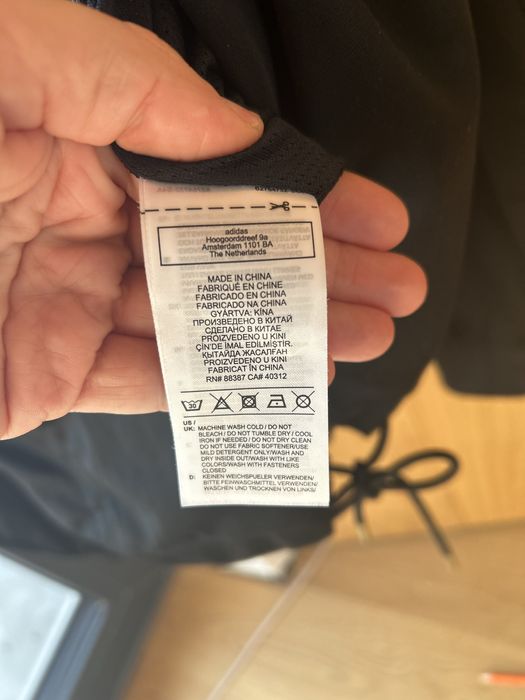 adidas
Hoogoorddreef 9a
Amsterdam 1101 BA
The Netherlands
MADE IN CHINA
FABRIQUÉ EN CHINE
FABRICADO EN CHINA
FABRICADO NA CHINA
GYÁRTVA: KÍNA
ПРОИЗВЕДЕНО В КИТАЙ
СДЕЛАНО В КИТАЕ
PROIZVEDENO U KINI
ÇİN'DE İMAL EDİLMİŞTİR.
ҚЫТАЙДА ЖАСАЛҒАН
PROIZVEDENO U KINI
FABRICAT ÎN CHINA
RN# 88387 CA# 40312
30
US / UK: MACHINE WASH COLD / DO NOT
BLEACH / DO NOT TUMBLE DRY / COOL
IRON IF NEEDED / DO NOT DRY CLEAN
DO NOT USE FABRIC SOFTENER/USE
MILD DETERGENT ONLY/WASH AND
DRY INSIDE OUT/WASH WITH LIKE
COLORS/WASH WITH FASTENERS
CLOSED
D: KEINEN WEICHSPUELER VERWENDEN/
BITTE FEINWASCHMITTEL VERWENDEN/
WASCHEN UND TROCKNEN VON LINKS/